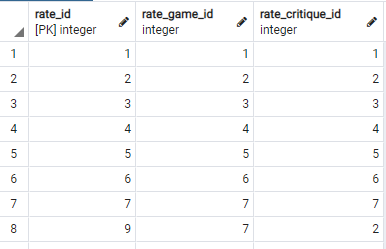 rate_id rate_game_id rate_critique_id
[PK] integer integer integer
1 1 1 1
2 2 2 2
3 3 3 3
4 4 4 4
5 5 5 5
6 6 6 6
7 7 7 7
8 9 7 2